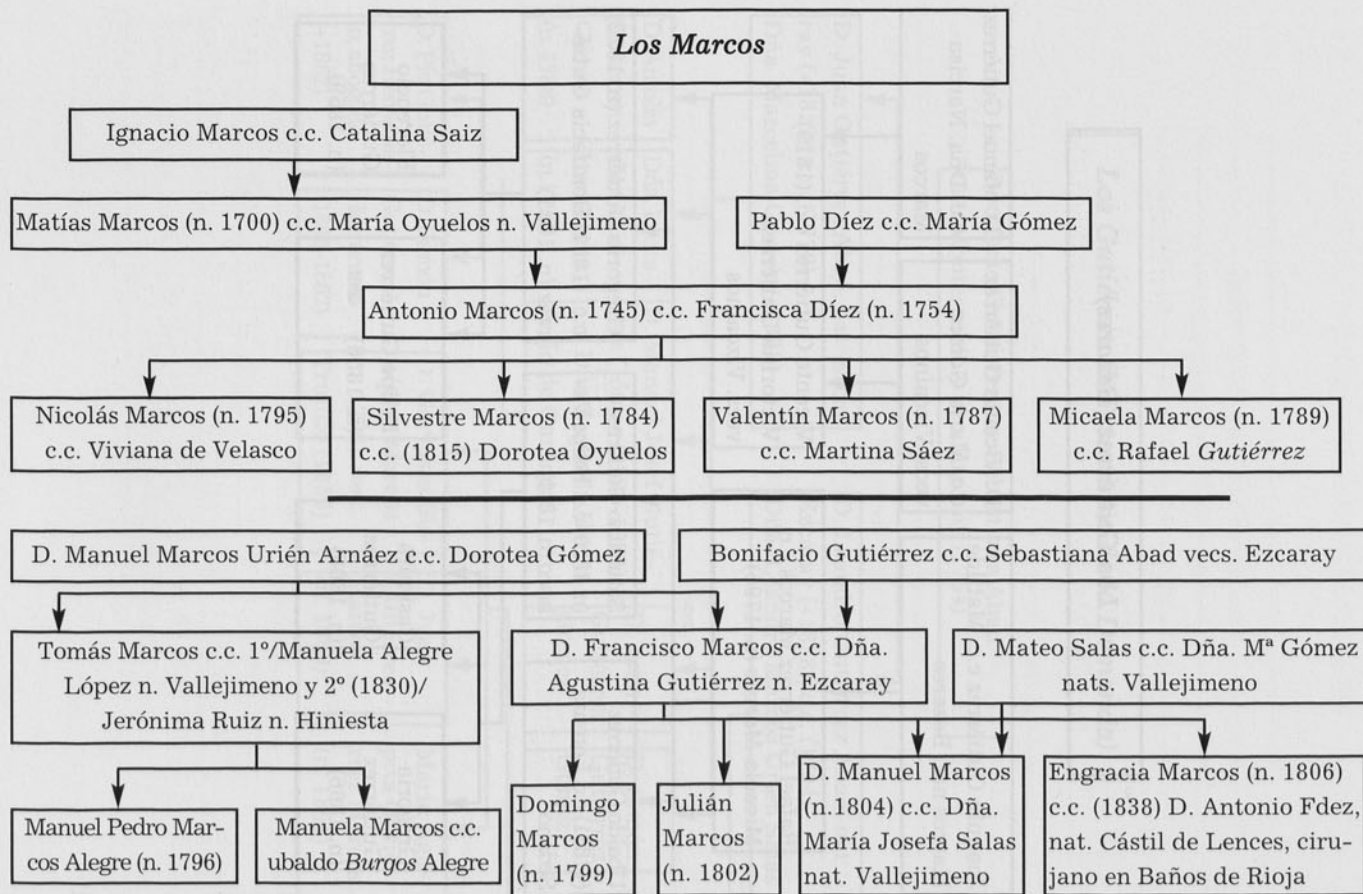 Los Marcos
Ignacio Marcos c.c. Catalina Saiz
Matías Marcos (n. 1700) c.c. María Oyuelos n. Vallejimeno
Pablo Díez c.c. María Gómez
Antonio Marcos (n. 1745) c.c. Francisca Díez (n. 1754)
Nicolás Marcos (n. 1795)
c.c. Viviana de Velasco
Silvestre Marcos (n. 1784)
c.c. (1815) Dorotea Oyuelos
Valentín Marcos (n. 1787)
c.c. Martina Sáez
Micaela Marcos (n. 1789)
c.c. Rafael Gutiérrez
D. Manuel Marcos Urién Arnáez c.c. Dorotea Gómez
Bonifacio Gutiérrez c.c. Sebastiana Abad vecs. Ezcaray
Tomás Marcos c.c. 1º/Manuela Alegre
López n. Vallejimeno y 2º (1830)/
Jerónima Ruiz n. Hiniesta
D. Francisco Marcos c.c. Dña.
Agustina Gutiérrez n. Ezcaray
D. Mateo Salas c.c. Dña. Mª Gómez
nats. Vallejimeno
Manuel Pedro Mar-
cos Alegre (n. 1796)
Manuela Marcos c.c.
ubaldo Burgos Alegre
Domingo
Marcos
(n. 1799)
Julián
Marcos
(n. 1802)
D. Manuel Marcos
(n.1804) c.c. Dña.
María Josefa Salas
nat. Vallejimeno
Engracia Marcos (n. 1806)
c.c. (1838) D. Antonio Fdez,
nat. Cástil de Lences, ciru-
jano en Baños de Rioja